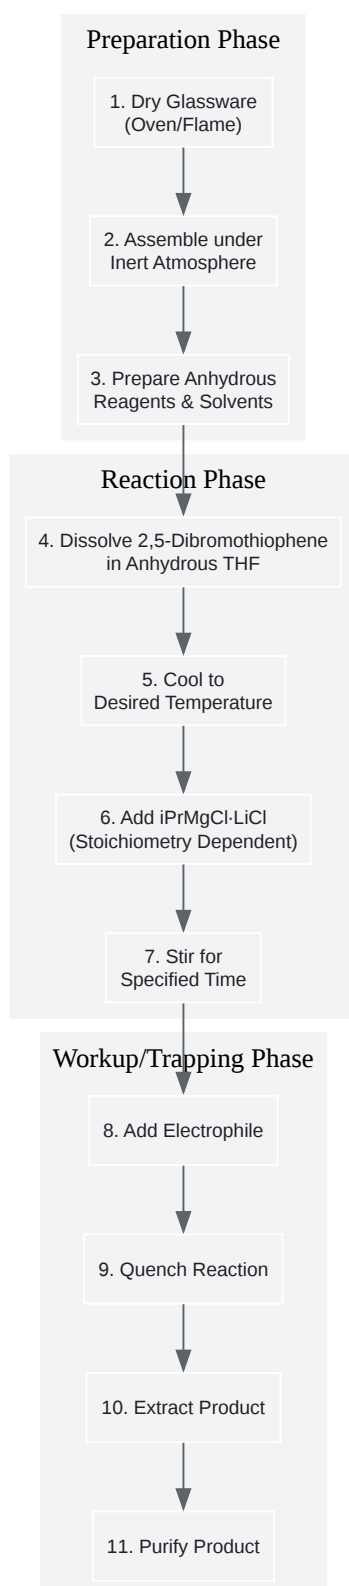 Preparation Phase
1. Dry Glassware
(Oven/Flame)
2. Assemble under
Inert Atmosphere
3. Prepare Anhydrous
Reagents & Solvents
Reaction Phase
4. Dissolve 2,5-Dibromothiophene
in Anhydrous THF
5. Cool to
Desired Temperature
6. Add iPrMgCl·LiCl
(Stoichiometry Dependent)
7. Stir for
Specified Time
Workup/Trapping Phase
8. Add Electrophile
9. Quench Reaction
10. Extract Product
11. Purify Product